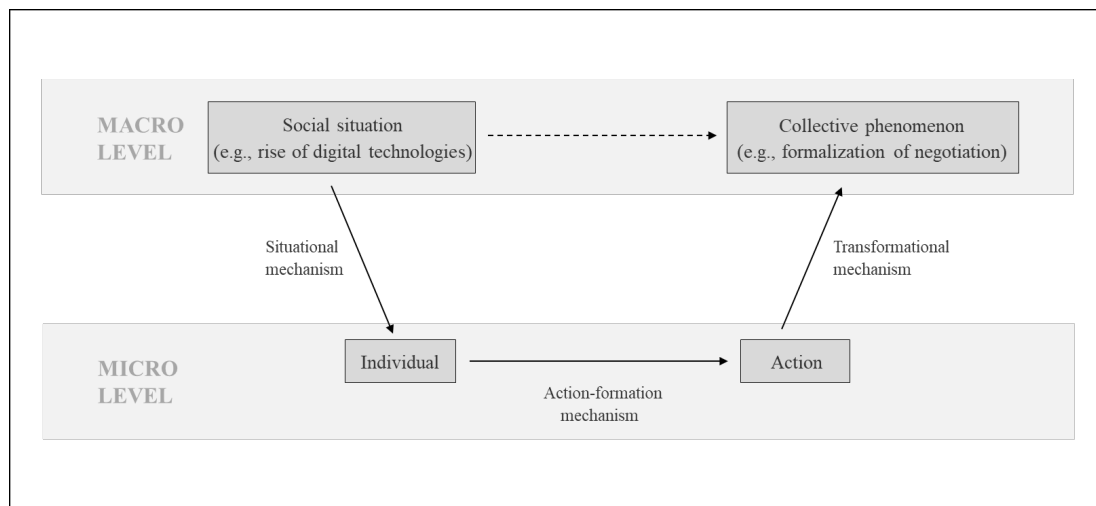 MACRO
LEVEL
Social situation
(e.g., rise of digital technologies)
Collective phenomenon
(e.g., formalization of negotiation)
Situational
mechanism
Transformational
mechanism
MICRO
LEVEL
Individual
Action
Action-formation
mechanism